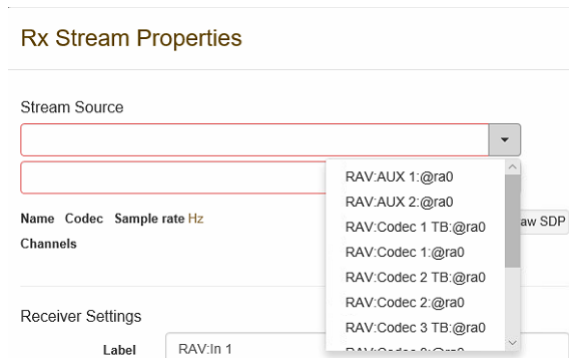 Rx Stream Properties
Stream Source
RAV:AUX 1:@ra0
RAV:AUX 2:@ra0
RAV:Codec 1 TB:@ra0
RAV:Codec 1:@ra0
RAV:Codec 2 TB:@ra0
RAV:Codec 2:@ra0
RAV:Codec 3 TB:@ra0
Name Codec Sample rate Hz
aw SDP
Channels
Receiver Settings
Label RAV:In 1